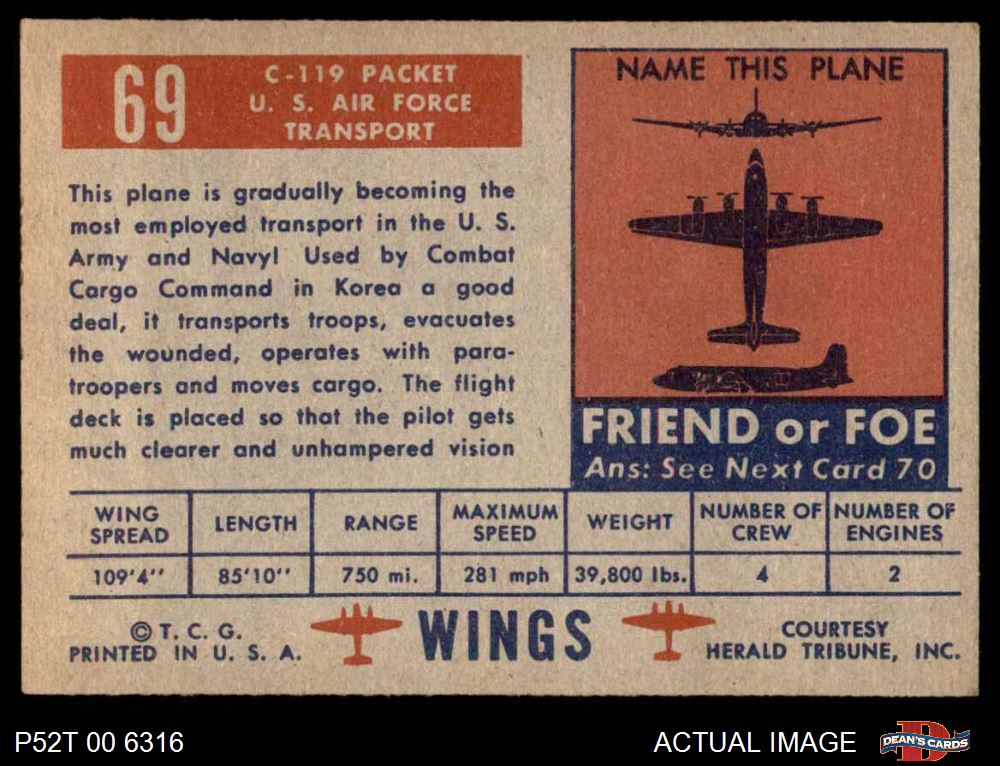 69
C-119 PACKET
U. S. AIR FORCE
TRANSPORT
This plane is gradually becoming the
most employed transport in the U. S.
Army and Navy! Used by Combat
Cargo Command in Korea a good
deal, it transports troops, evacuates
the wounded, operates with para-
troopers and moves cargo. The flight
deck is placed so that the pilot gets
much clearer and unhampered vision
NAME THIS PLANE
FRIEND or FOE
Ans: See Next Card 70
WING SPREAD LENGTH RANGE MAXIMUM SPEED WEIGHT NUMBER OF CREW NUMBER OF ENGINES
109'4'' 85'10'' 750 mi. 281 mph 39,800 lbs. 4 2
© T. C. G.
PRINTED IN U. S. A.
WINGS
COURTESY
HERALD TRIBUNE, INC.
P52T 00 6316
ACTUAL IMAGE
D
DEAN'S CARDS